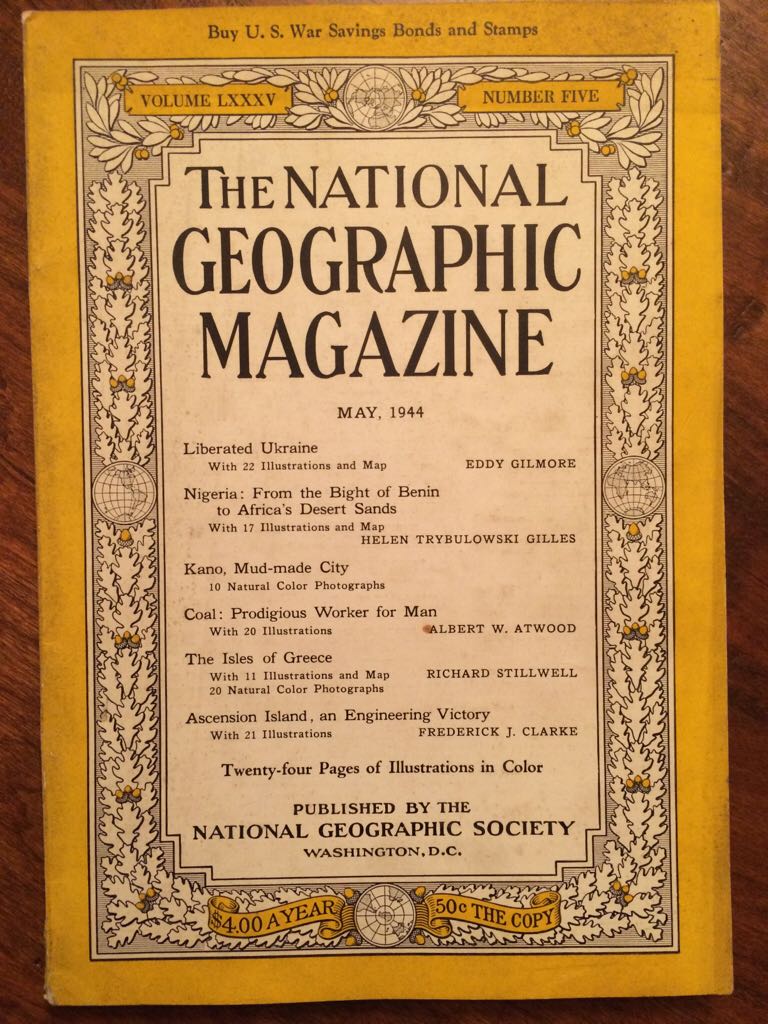 Buy U. S. War Savings Bonds and Stamps
VOLUME LXXXV NUMBER FIVE
THE NATIONAL
GEOGRAPHIC
MAGAZINE
MAY, 1944
Liberated Ukraine
With 22 Illustrations and Map EDDY GILMORE
Nigeria: From the Bight of Benin
to Africa's Desert Sands
With 17 Illustrations and Map
HELEN TRYBULOWSKI GILLES
Kano, Mud-made City
10 Natural Color Photographs
Coal: Prodigious Worker for Man
With 20 Illustrations ALBERT W. ATWOOD
The Isles of Greece
With 11 Illustrations and Map RICHARD STILLWELL
20 Natural Color Photographs
Ascension Island, an Engineering Victory
With 21 Illustrations FREDERICK J. CLARKE
Twenty-four Pages of Illustrations in Color
PUBLISHED BY THE
NATIONAL GEOGRAPHIC SOCIETY
WASHINGTON, D.C.
$4.00 A YEAR 50c THE COPY